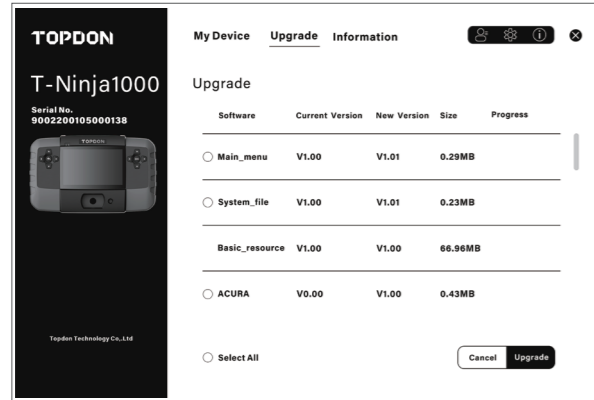 TOPDON
My Device Upgrade Information
T-Ninja1000
Serial No.
9002200105000138
TOPDON
Upgrade
Software Current Version New Version Size Progress
Main_menu V1.00 V1.01 0.29MB
System_file V1.00 V1.01 0.23MB
Basic_resource V1.00 V1.00 66.96MB
ACURA V0.00 V1.00 0.43MB
Topdon Technology Co,.Ltd
Select All
Cancel Upgrade